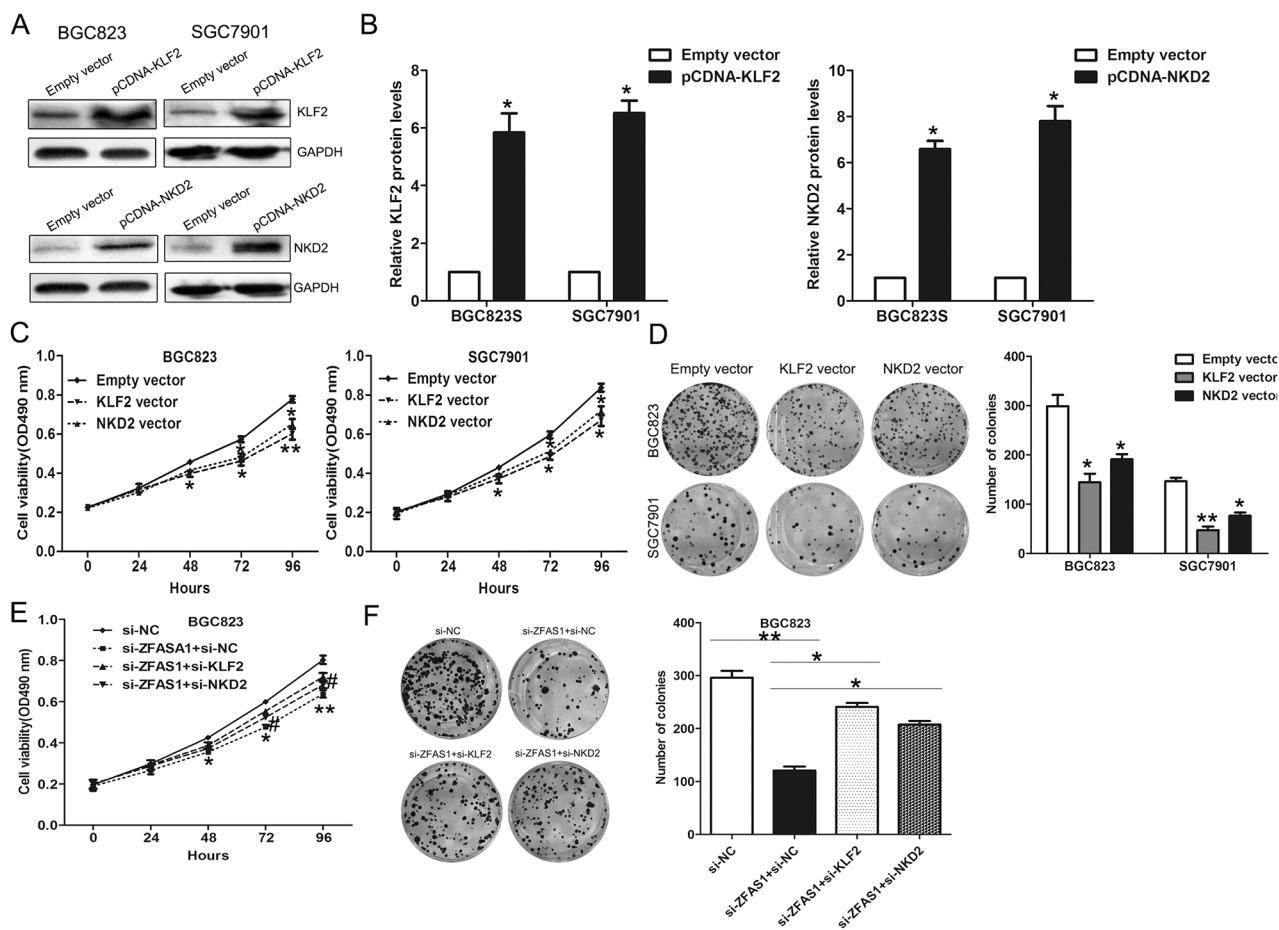 A
BGC823
SGC7901
Empty vector
pCDNA-KLF2
Empty vector
pCDNA-KLF2
KLF2
GAPDH
Empty vector
pCDNA-NKD2
Empty vector
pCDNA-NKD2
NKD2
GAPDH
B
Empty vector
pCDNA-KLF2
Relative KLF2 protein levels
8
6
4
2
0
*
*
BGC823S
SGC7901
Empty vector
pCDNA-NKD2
Relative NKD2 protein levels
10
8
6
4
2
0
*
*
BGC823S
SGC7901
C
BGC823
Empty vector
KLF2 vector
NKD2 vector
Cell viability(OD490 nm)
1.0
0.8
0.6
0.4
0.2
0.0
*
*
*
*
**
0
24
48
72
96
Hours
SGC7901
Empty vector
KLF2 vector
NKD2 vector
Cell viability(OD490 nm)
1.0
0.8
0.6
0.4
0.2
0.0
*
*
*
*
*
0
24
48
72
96
Hours
D
Empty vector
KLF2 vector
NKD2 vector
BGC823
SGC7901
Empty vector
KLF2 vector
NKD2 vector
Number of colonies
400
300
200
100
0
*
*
**
*
BGC823
SGC7901
E
BGC823
si-NC
si-ZFASA1+si-NC
si-ZFAS1+si-KLF2
si-ZFAS1+si-NKD2
Cell viability(OD490 nm)
1.0
0.8
0.6
0.4
0.2
0.0
*
#
*
#
**
0
24
48
72
96
Hours
F
si-NC
si-ZFAS1+si-NC
si-ZFAS1+si-KLF2
si-ZFAS1+si-NKD2
BGC823
**
*
*
Number of colonies
400
300
200
100
0
si-NC
si-ZFAS1+si-NC
si-ZFAS1+si-KLF2
si-ZFAS1+si-NKD2